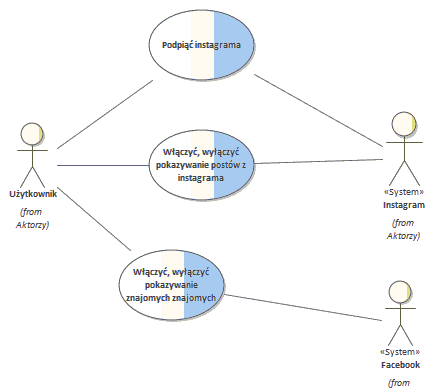 Podpiąć instagrama
Włączyć, wyłączyć
pokazywanie postów z
instagrama
Użytkownik
(from
Aktorzy)
«System»
Instagram
(from
Aktorzy)
Włączyć, wyłączyć
pokazywanie
znajomych znajomych
«System»
Facebook
(from